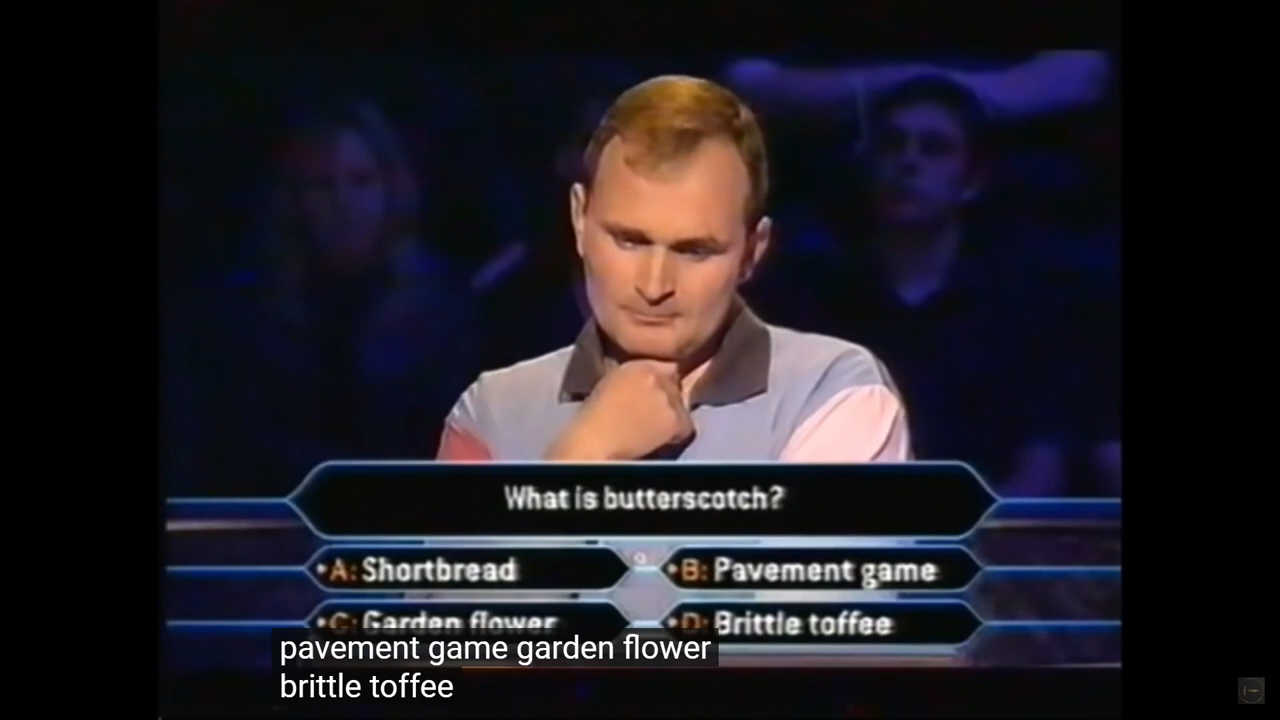 What is butterscotch?
A: Shortbread
B: Pavement game
C: Garden flower
D: Brittle toffee
pavement game garden flower
brittle toffee